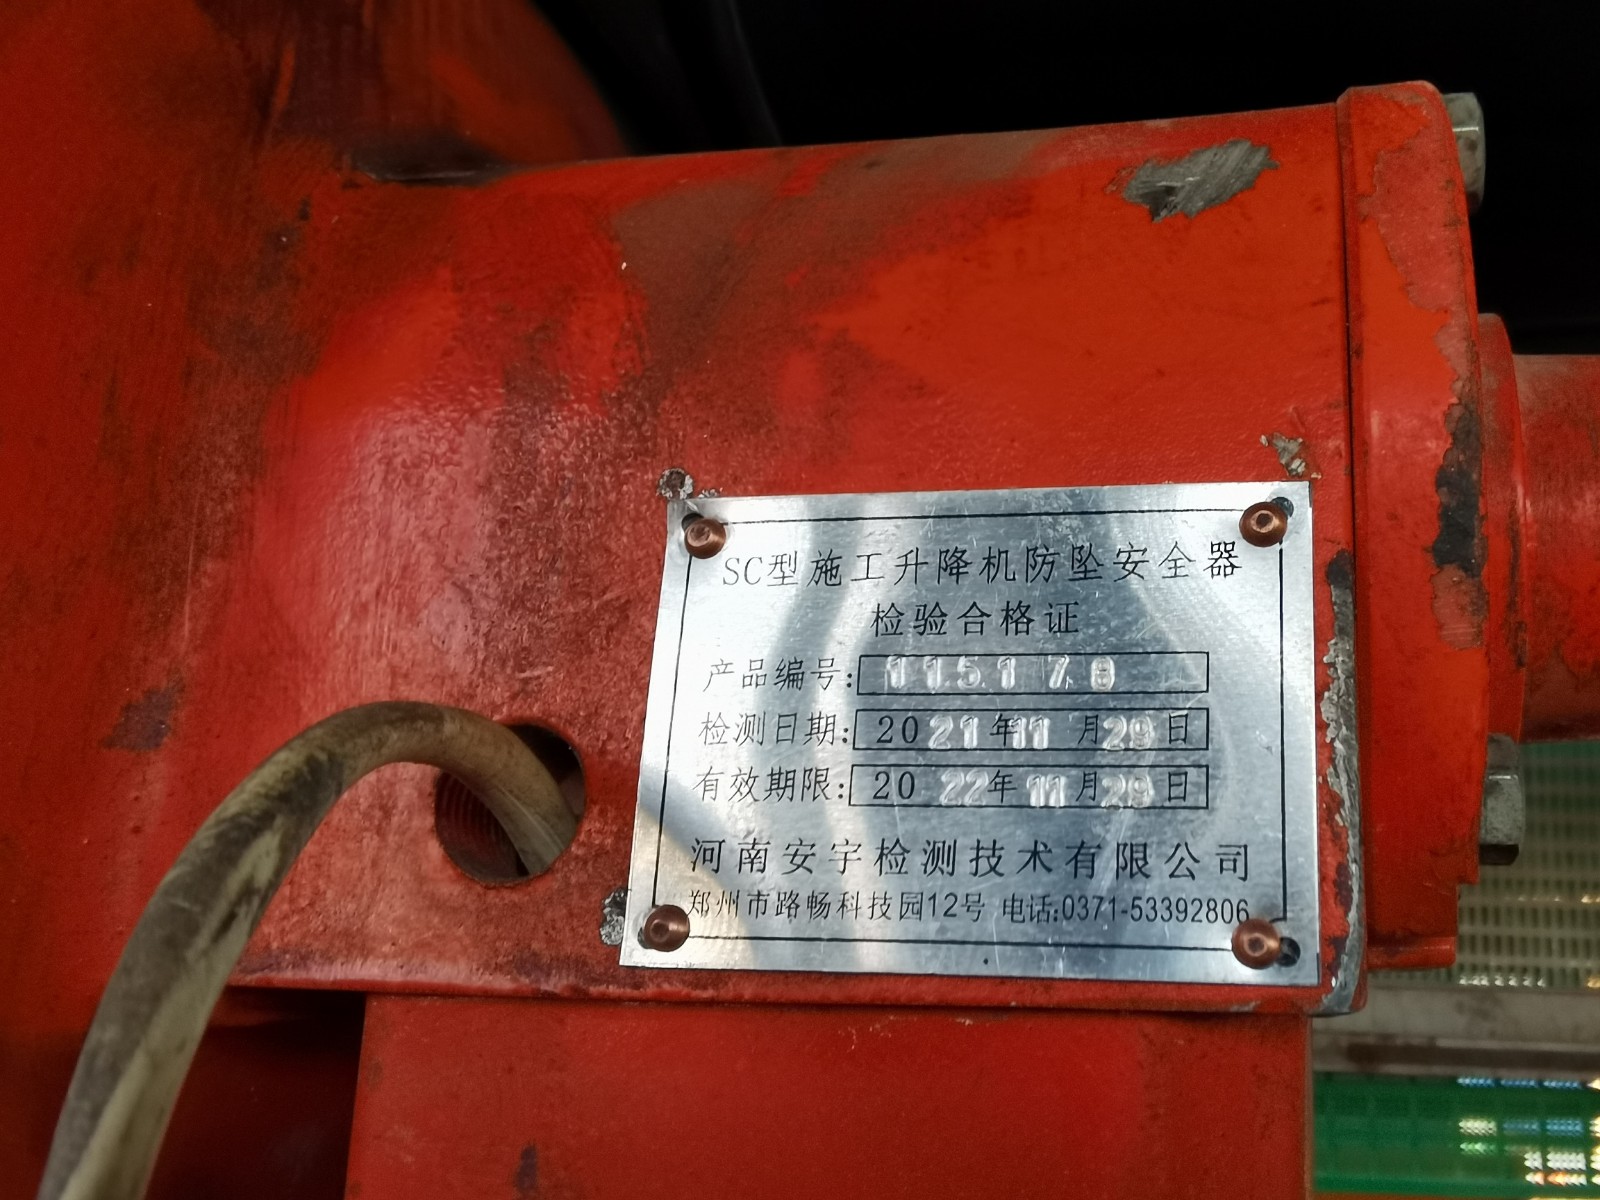 SC型施工升降机防坠安全器
检验合格证
产品编号: 115178
检测日期: 2021年11月29日
有效期限: 2022年11月29日
河南安宇检测技术有限公司
郑州市路畅科技园12号 电话:0371-53392806